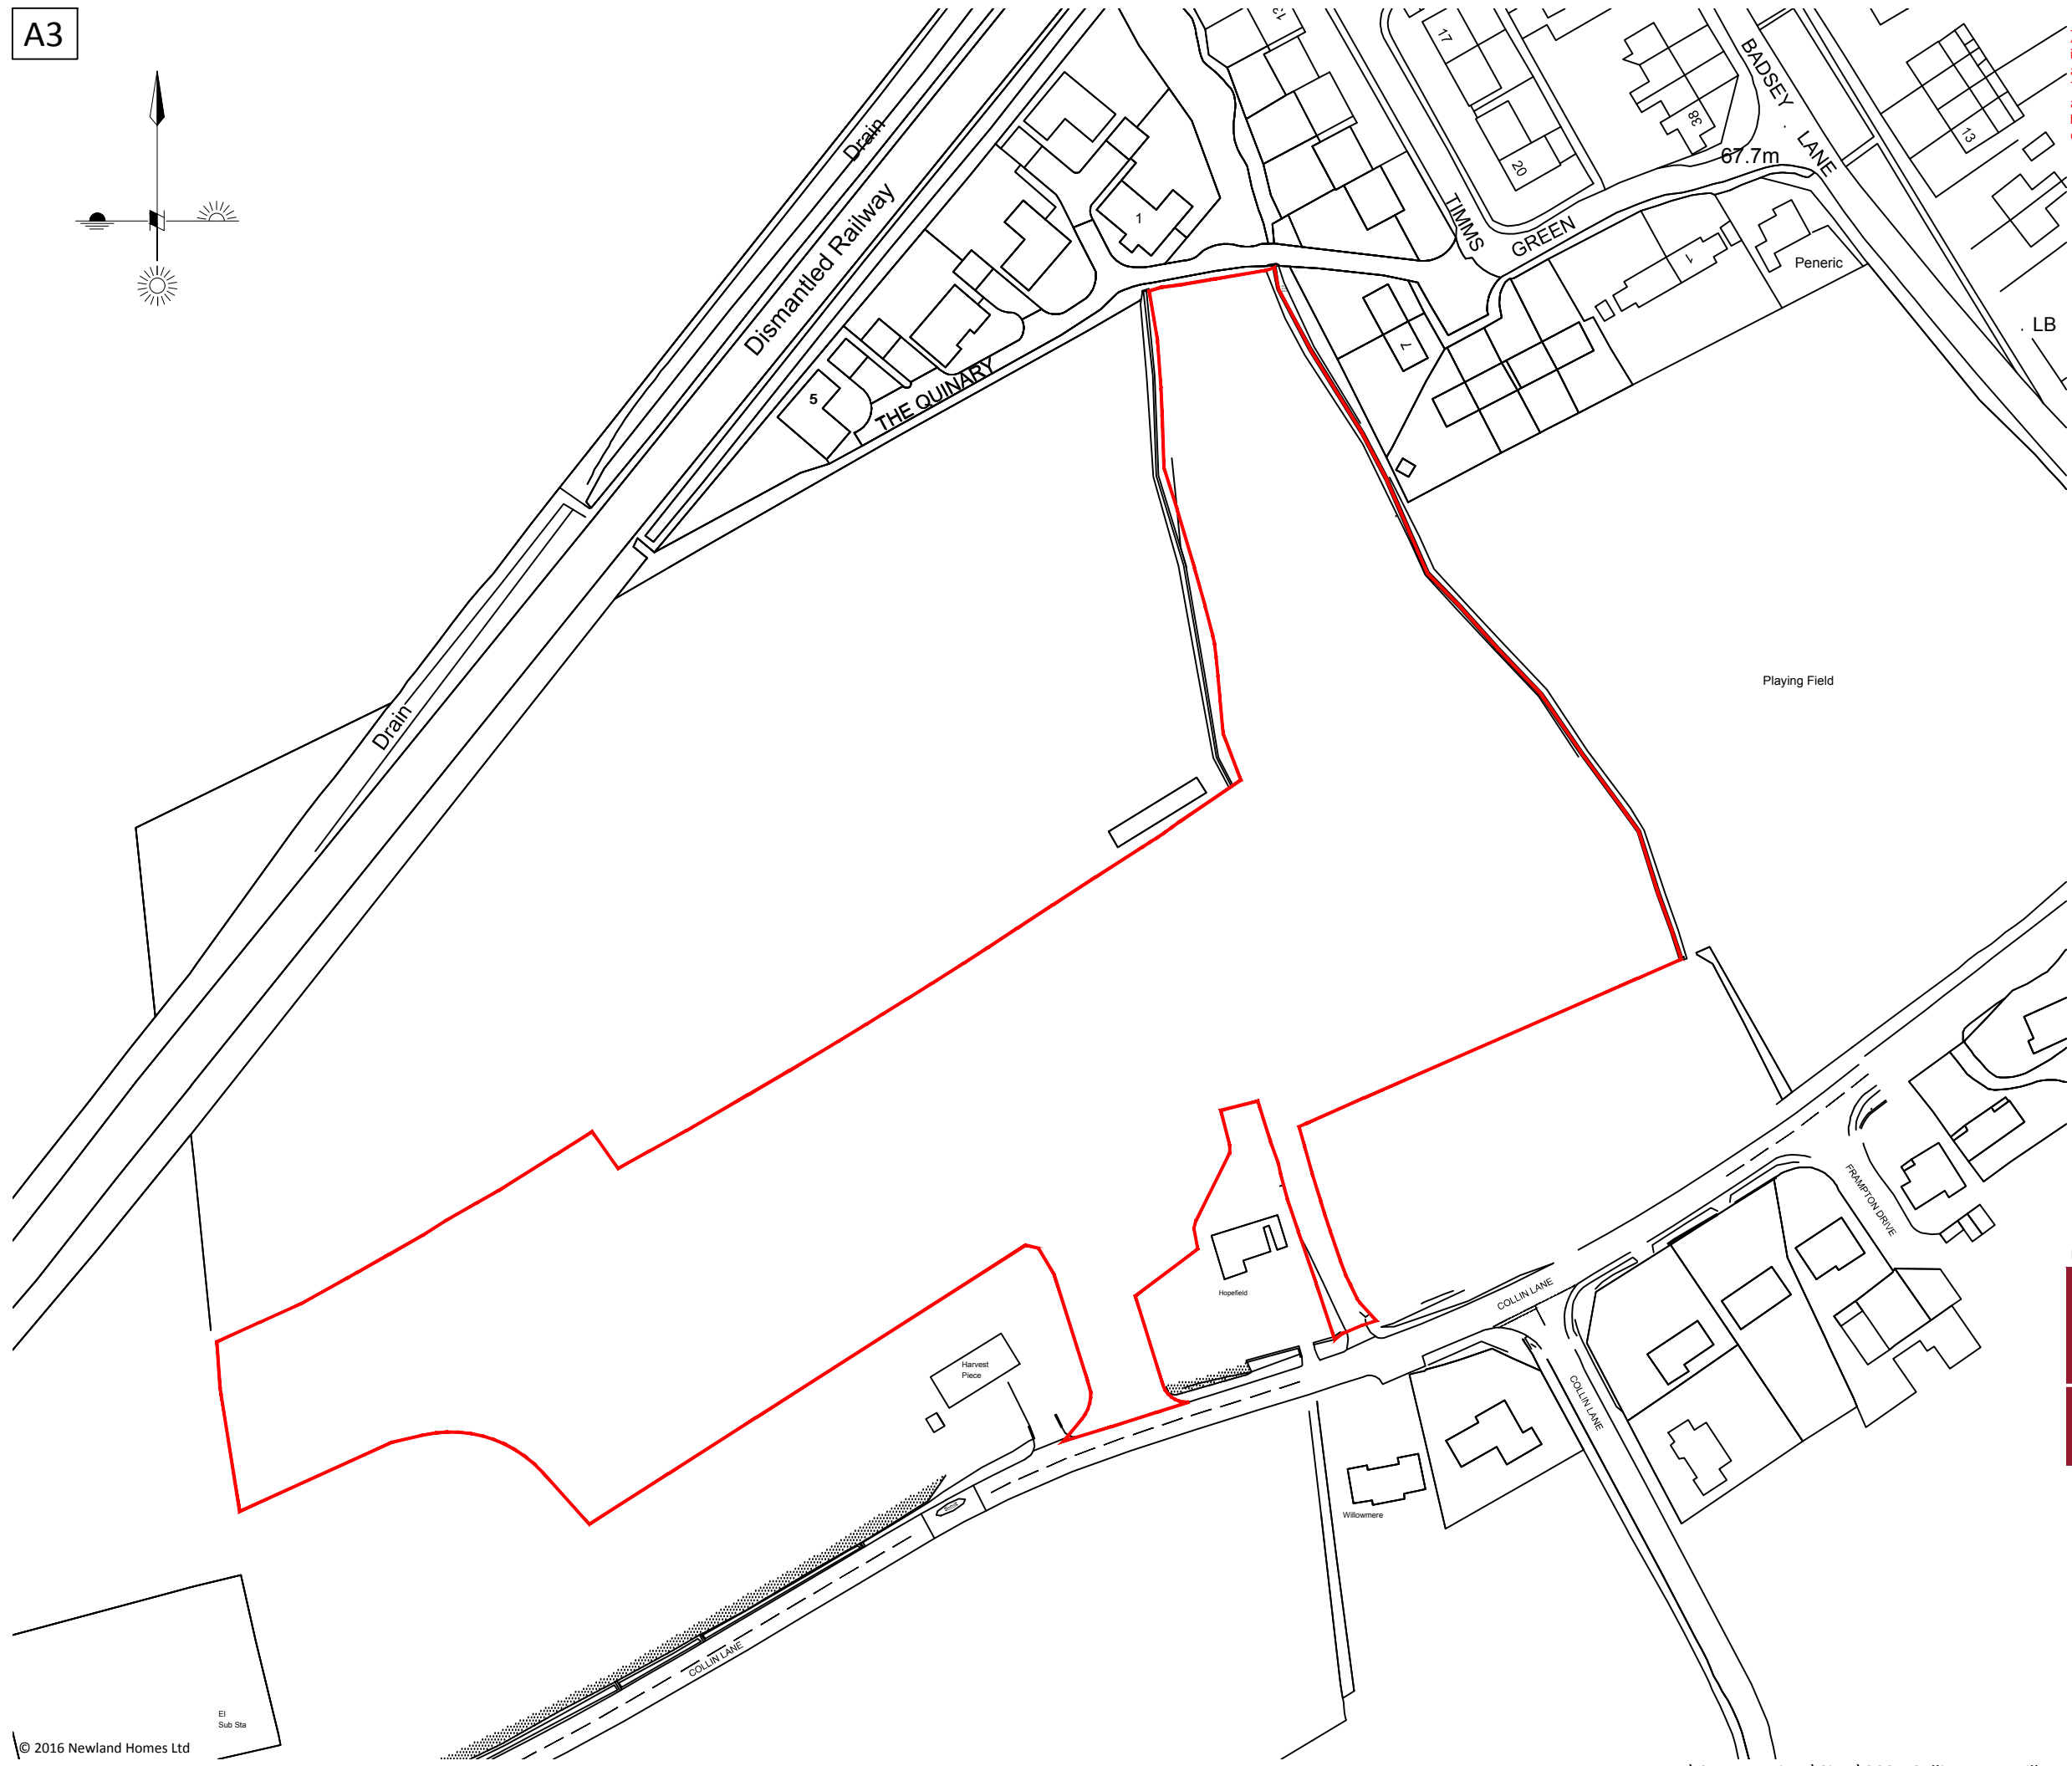 A3
13
17
BADSEY
LANE
38
13
20
67.7m
Drain
Dismantled Railway
1
TIMMS
GREEN
1
Peneric
LB
7
5
THE QUINARY
Playing Field
Drain
FRAMPTON DRIVE
Hopefield
COLLIN LANE
Harvest
Piece
COLLIN LANE
Willowmere
COLLIN LANE
El
Sub Sta
© 2016 Newland Homes Ltd